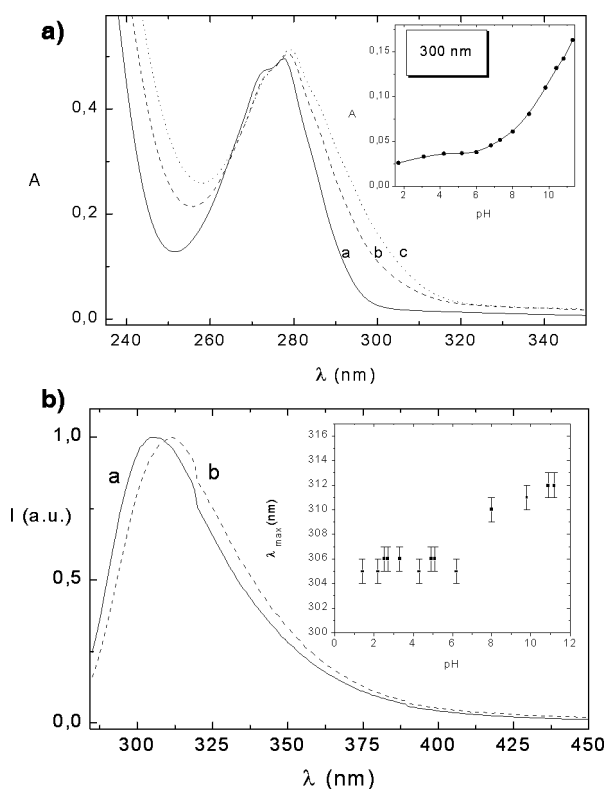 a)
300 nm
A
0,15
0,10
0,05
0,00
2 4 6 8 10
pH
A
0,4
0,2
0,0
a b c
240 260 280 300 320 340
λ (nm)
b)
I (a.u.)
1,0
0,5
0,0
a
b
λ max (nm)
316
314
312
310
308
306
304
302
300
0 2 4 6 8 10 12
pH
300 325 350 375 400 425 450
λ (nm)